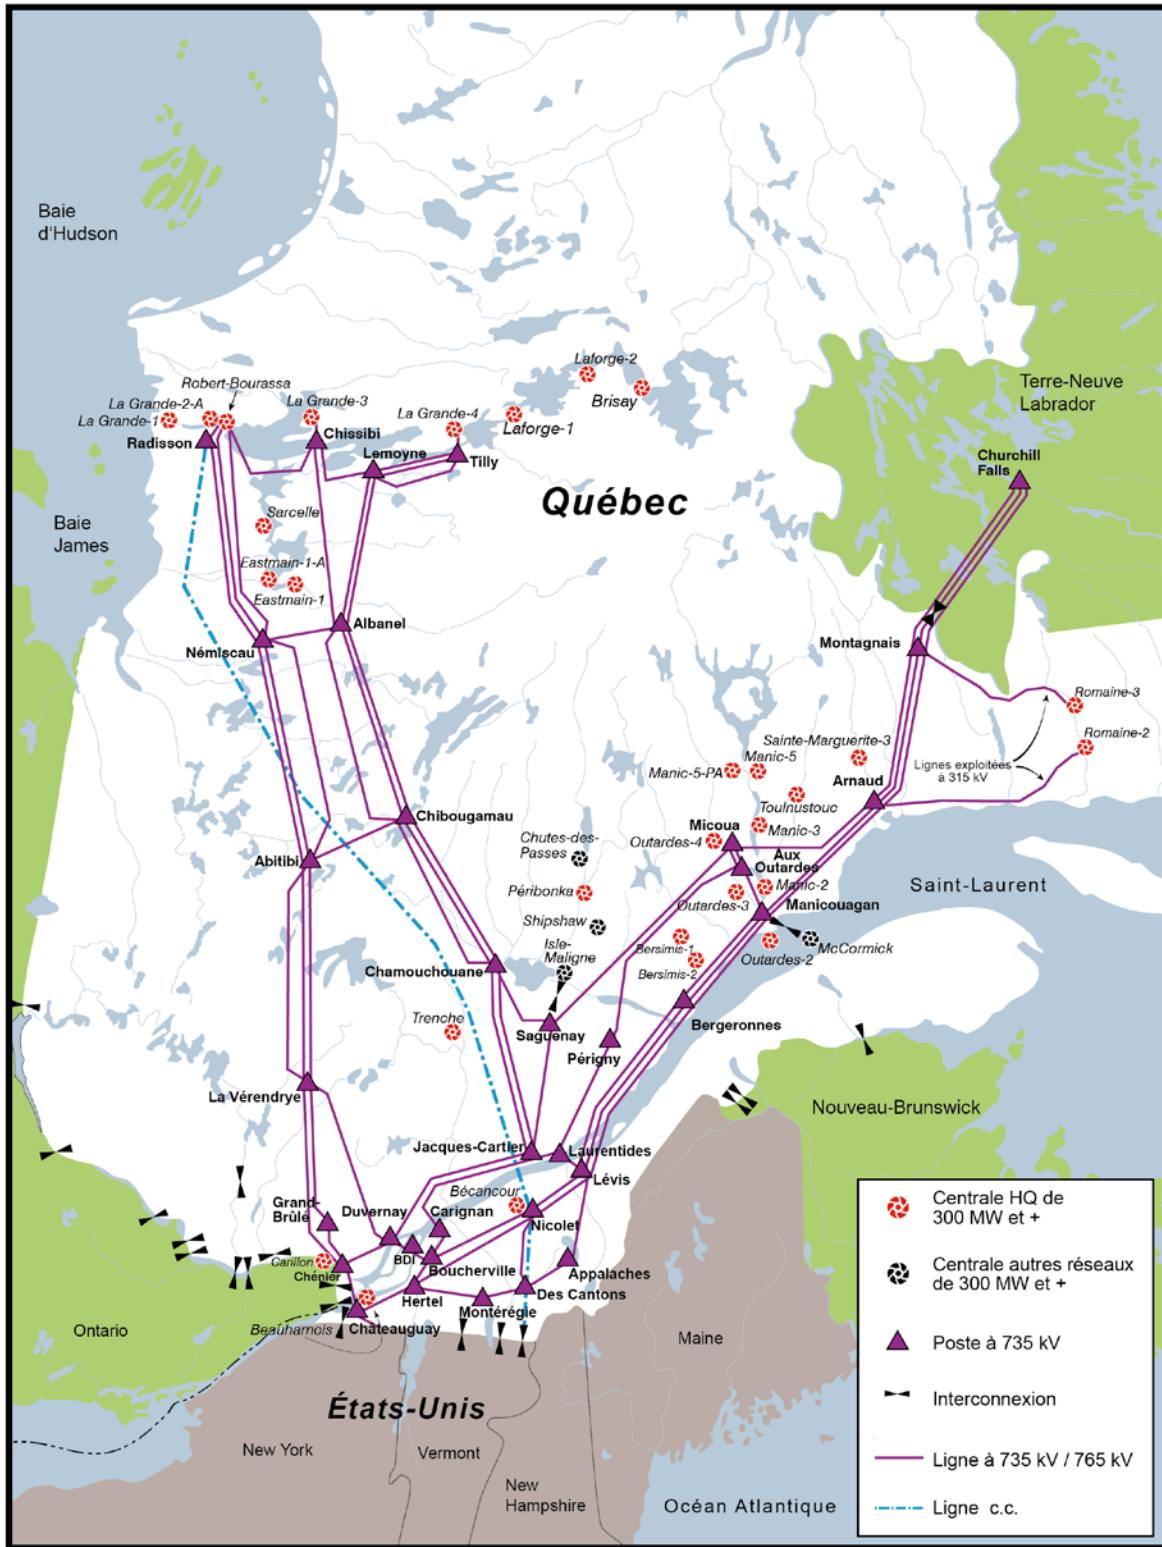 Baie
d'Hudson
Laforge-2
Brisay
Terre-Neuve
Labrador
Robert-Bourassa
La Grande-2-A
La Grande-3
La Grande-1
La Grande-4
Laforge-1
Radisson
Chissibi
Lemoyne
Tilly
Churchill
Falls
Québec
Sarcelle
Baie
James
Eastmain-1-A
Eastmain-1
Albanel
Némiscau
Montagnais
Romaine-3
Romaine-2
Sainte-Marguerite-3
Manic-5
Manic-5-PA
Lignes exploitées
à 315 kV
Arnaud
Toulnustouc
Chibougamau
Micoua
Manic-3
Outardes-4
Chutes-des-
Passes
Abitibi
Aux
Outardes
Péribonka
Manic-2
Outardes-3
Saint-Laurent
Manicouagan
Shipshaw
Isle-
Maligne
Bersimis-1
Bersimis-2
Outardes-2
McCormick
Chamouchouane
Trenche
Saguenay
Périgny
Bergeronnes
La Vérendrye
Nouveau-Brunswick
Jacques-Cartier
Laurentides
Lévis
Bécancour
Grand-
Brûlé
Duvernay
Carignan
Nicolet
Carillon
Chénier
BDI
Boucherville
Appalaches
Hertel
Des Cantons
Montérégie
Beauharnois
Châteauguay
Ontario
Maine
États-Unis
New York
Vermont
New
Hampshire
Océan Atlantique
Centrale HQ de
300 MW et +
Centrale autres réseaux
de 300 MW et +
Poste à 735 kV
Interconnexion
Ligne à 735 kV / 765 kV
Ligne c.c.